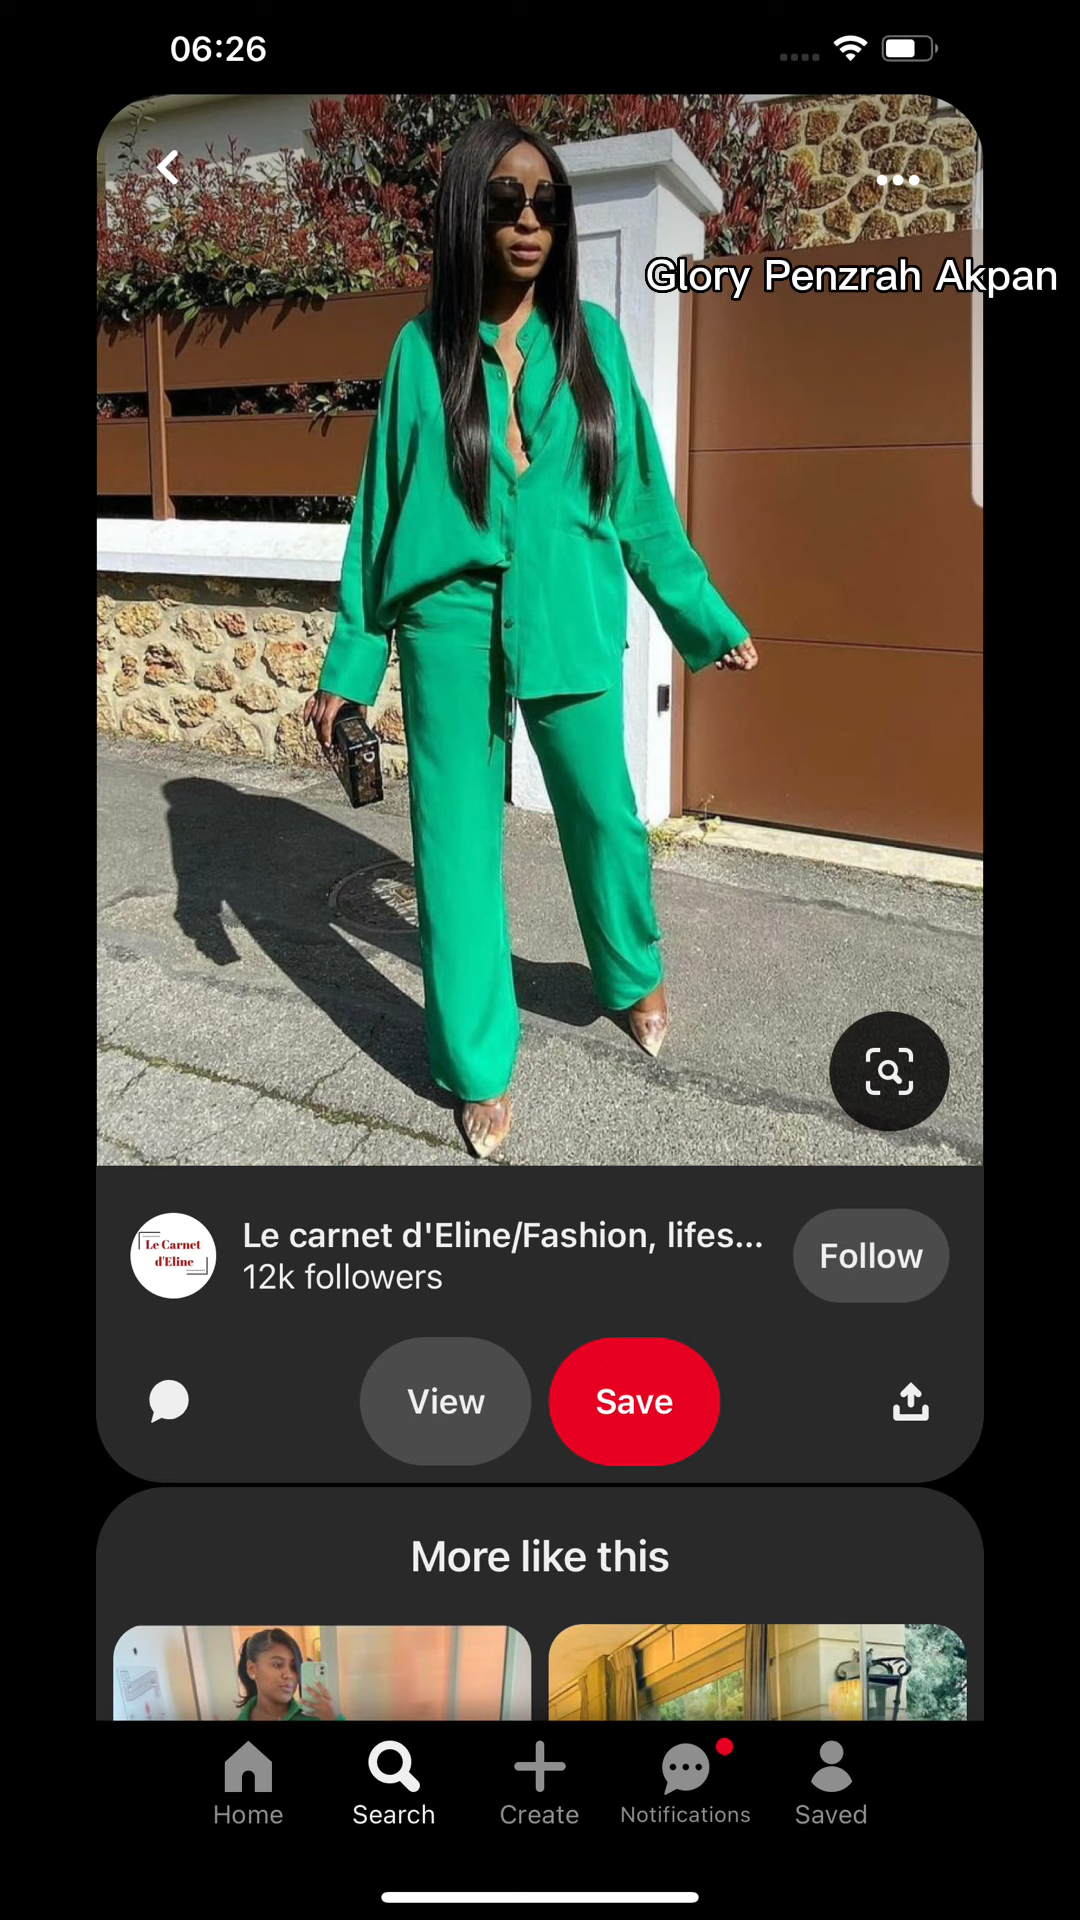 06:26
Glory Penzrah Akpan
Le Carnet
d'Eline
Le carnet d'Eline/Fashion, lifes...
12k followers
Follow
View
Save
More like this
Home
Search
Create
Notifications
Saved